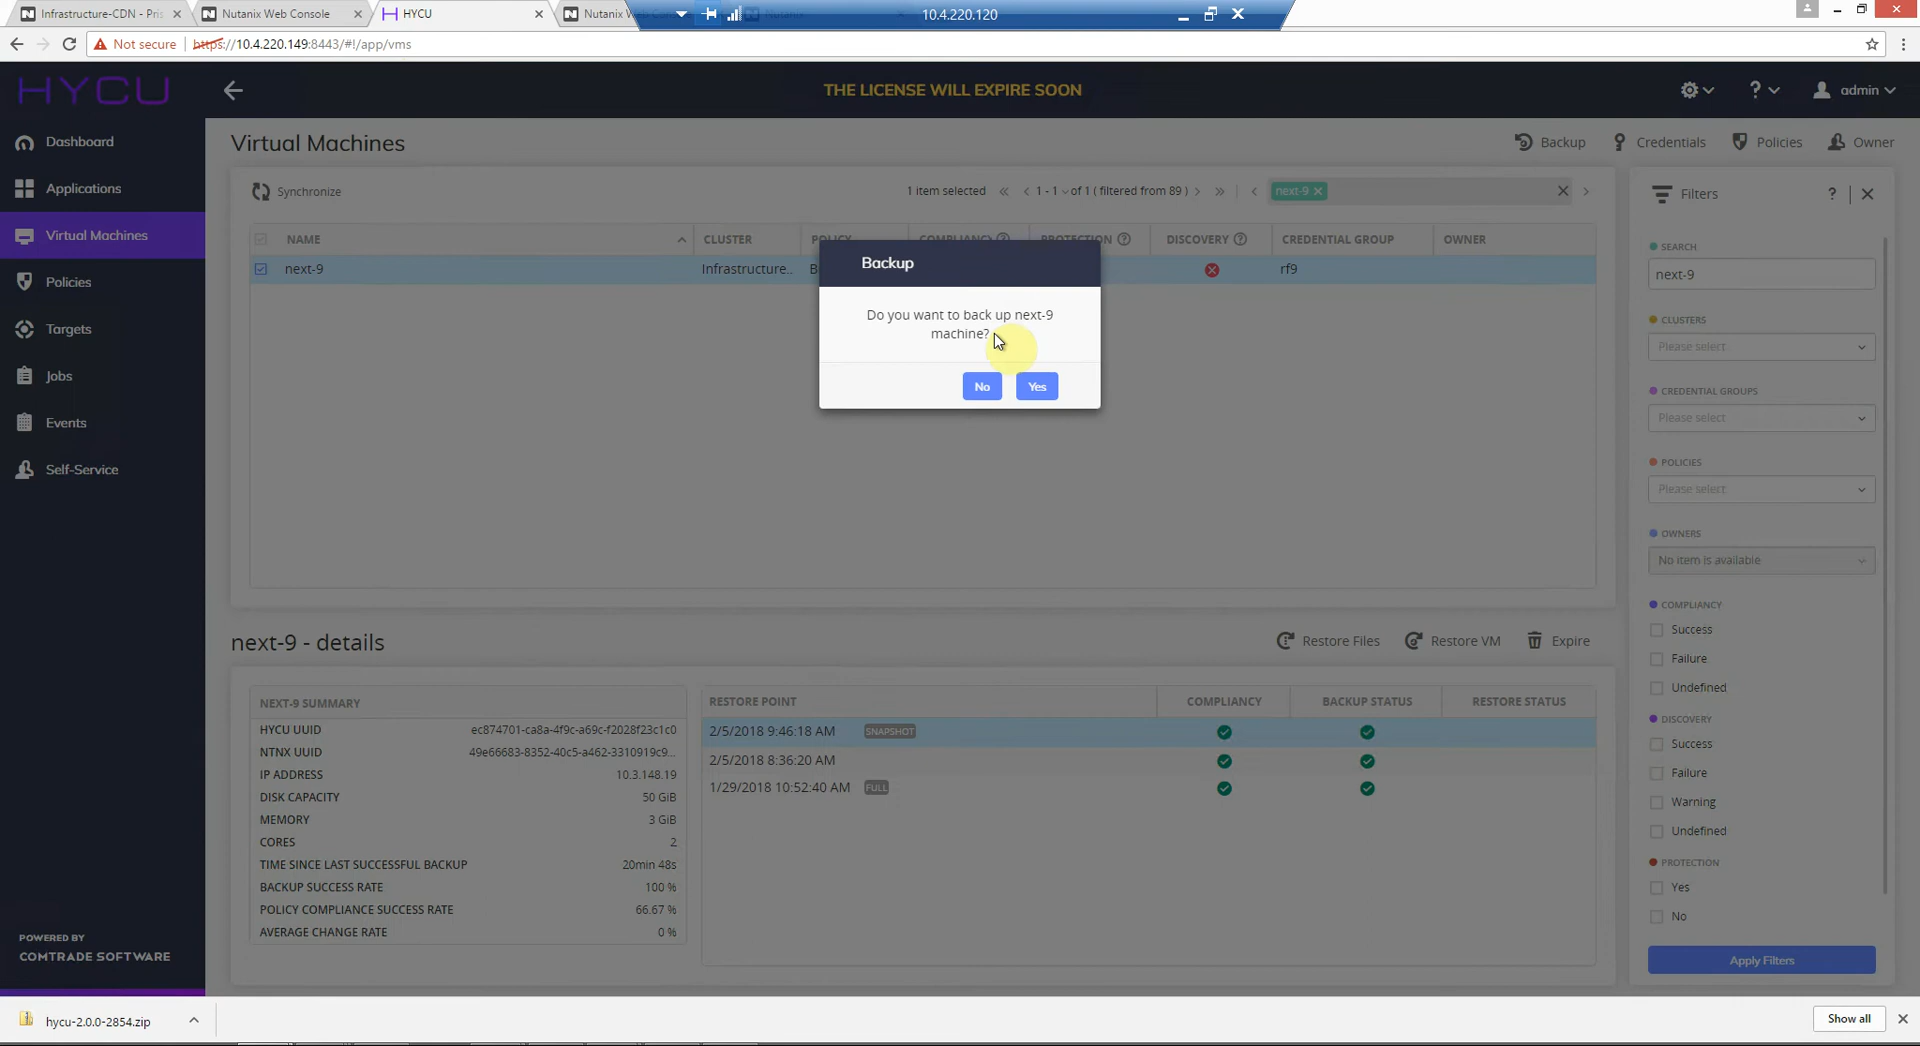 Infrastructure-CDN - Pri
Nutanix Web Console
HYCU
Nutanix Web Console
Nutanix
10.4.220.120
Not secure
https://10.4.220.149:8443/#!/app/vms
HYCU
THE LICENSE WILL EXPIRE SOON
?
admin
Dashboard
Applications
Virtual Machines
Policies
Targets
Jobs
Events
Self-Service
POWERED BY
COMTRADE SOFTWARE
Virtual Machines
Backup
Credentials
Policies
Owner
Synchronize
1 item selected
1 - 1 of 1 ( filtered from 89 )
next-9
NAME
CLUSTER
POLICY
COMPLIANCY
PROTECTION
DISCOVERY
CREDENTIAL GROUP
OWNER
next-9
Infrastructure..
rf9
Backup
Do you want to back up next-9
machine?
No
Yes
next-9 - details
Restore Files
Restore VM
Expire
NEXT-9 SUMMARY
HYCU UUID ec874701-ca8a-4f9c-a69c-f2028f23c1c0
NTNX UUID 49e66683-8352-40c5-a462-3310919c9...
IP ADDRESS 10.3.148.19
DISK CAPACITY 50 GiB
MEMORY 3 GiB
CORES 2
TIME SINCE LAST SUCCESSFUL BACKUP 20min 48s
BACKUP SUCCESS RATE 100 %
POLICY COMPLIANCE SUCCESS RATE 66.67 %
AVERAGE CHANGE RATE 0 %
RESTORE POINT
COMPLIANCY
BACKUP STATUS
RESTORE STATUS
2/5/2018 9:46:18 AM SNAPSHOT
2/5/2018 8:36:20 AM
1/29/2018 10:52:40 AM FULL
Filters
?
SEARCH
next-9
CLUSTERS
Please select
CREDENTIAL GROUPS
Please select
POLICIES
Please select
OWNERS
No item is available
COMPLIANCY
Success
Failure
Undefined
DISCOVERY
Success
Failure
Warning
Undefined
PROTECTION
Yes
No
Apply Filters
hycu-2.0.0-2854.zip
Show all